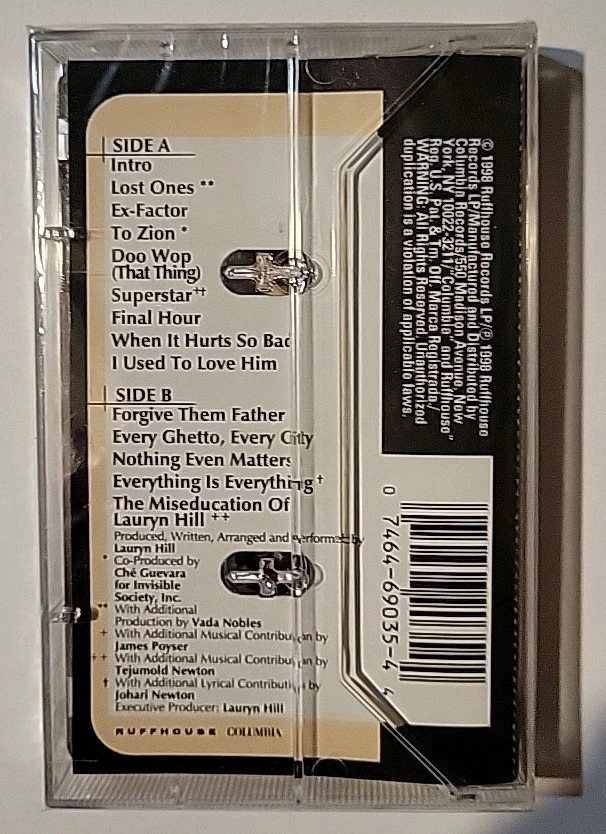 SIDE A
Intro
Lost Ones **
Ex-Factor
To Zion *
Doo Wop
(That Thing)
Superstar++
Final Hour
When It Hurts So Bad
I Used To Love Him
SIDE B
Forgive Them Father
Every Ghetto, Every City
Nothing Even Matters
Everything Is Everything †
The Miseducation Of
Lauryn Hill ++
Produced, Written, Arranged and Performed by
Lauryn Hill
* Co-Produced by
Ché Guevara
for Invisible
Society, Inc.
** With Additional
Production by Vada Nobles
+ With Additional Musical Contribution by
James Poyser
++ With Additional Musical Contribution by
Tejumold Newton
† With Additional Lyrical Contribution by
Johari Newton
Executive Producer: Lauryn Hill
RUFFHOUSE COLUMBIA
© 1998 Ruffhouse Records LP/℗ 1998 Ruffhouse
Records LP/Manufactured and Distributed by
Columbia Records/550 Madison Avenue, New
York, NY 10022-3211/"Columbia" and "Ruffhouse"
Reg. U.S. Pat. & Tm. Off. Marca Registrada./
WARNING: All Rights Reserved. Unauthorized
duplication is a violation of applicable laws.
0 7464-69035-4 4